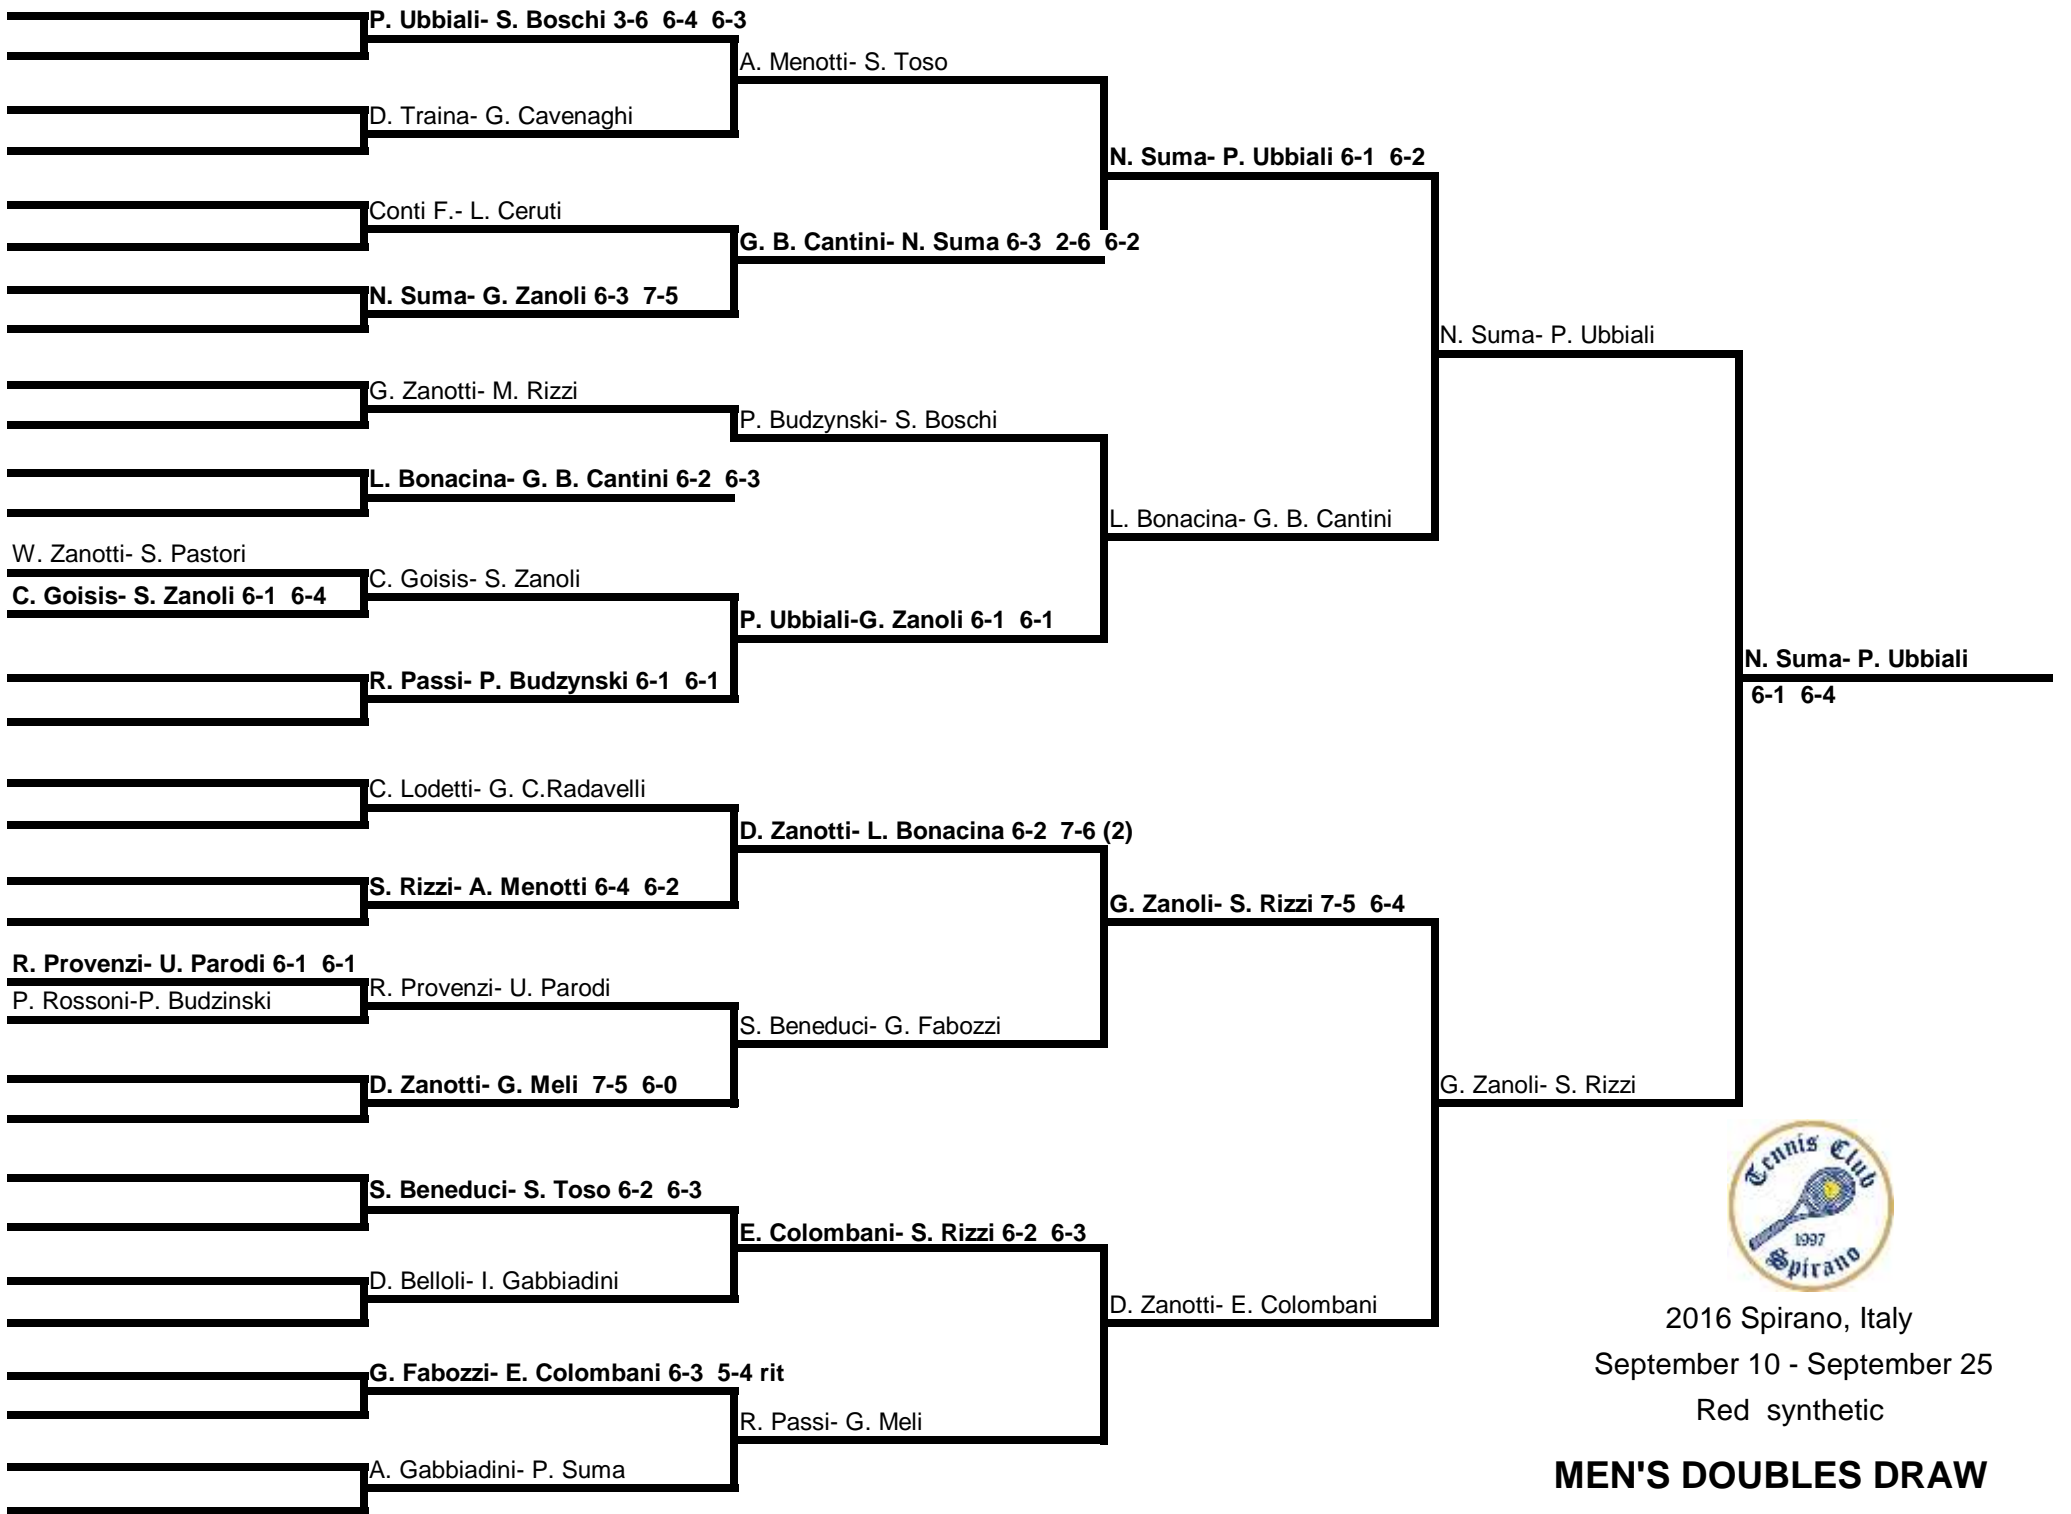 P. Ubbiali- S. Boschi 3-6  6-4  6-3
A. Menotti- S. Toso
D. Traina- G. Cavenaghi
N. Suma- P. Ubbiali 6-1  6-2
Conti F.- L. Ceruti
G. B. Cantini- N. Suma 6-3  2-6  6-2
N. Suma- G. Zanoli 6-3  7-5
N. Suma- P. Ubbiali
G. Zanotti- M. Rizzi
P. Budzynski- S. Boschi
L. Bonacina- G. B. Cantini 6-2  6-3
L. Bonacina- G. B. Cantini
W. Zanotti- S. Pastori
C. Goisis- S. Zanoli
C. Goisis- S. Zanoli 6-1  6-4
P. Ubbiali-G. Zanoli 6-1  6-1
N. Suma- P. Ubbiali
R. Passi- P. Budzynski 6-1  6-1
6-1  6-4
C. Lodetti- G. C.Radavelli
D. Zanotti- L. Bonacina 6-2  7-6 (2)
S. Rizzi- A. Menotti 6-4  6-2
G. Zanoli- S. Rizzi 7-5  6-4
R. Provenzi- U. Parodi 6-1  6-1
R. Provenzi- U. Parodi
P. Rossoni-P. Budzinski
S. Beneduci- G. Fabozzi
D. Zanotti- G. Meli  7-5  6-0
G. Zanoli- S. Rizzi
S. Beneduci- S. Toso 6-2  6-3
E. Colombani- S. Rizzi 6-2  6-3
D. Belloli- I. Gabbiadini
D. Zanotti- E. Colombani
G. Fabozzi- E. Colombani 6-3  5-4 rit
R. Passi- G. Meli
A. Gabbiadini- P. Suma
Tennis Club
1997
Spirano
2016 Spirano, Italy
September 10 - September 25
Red  synthetic
MEN'S DOUBLES DRAW